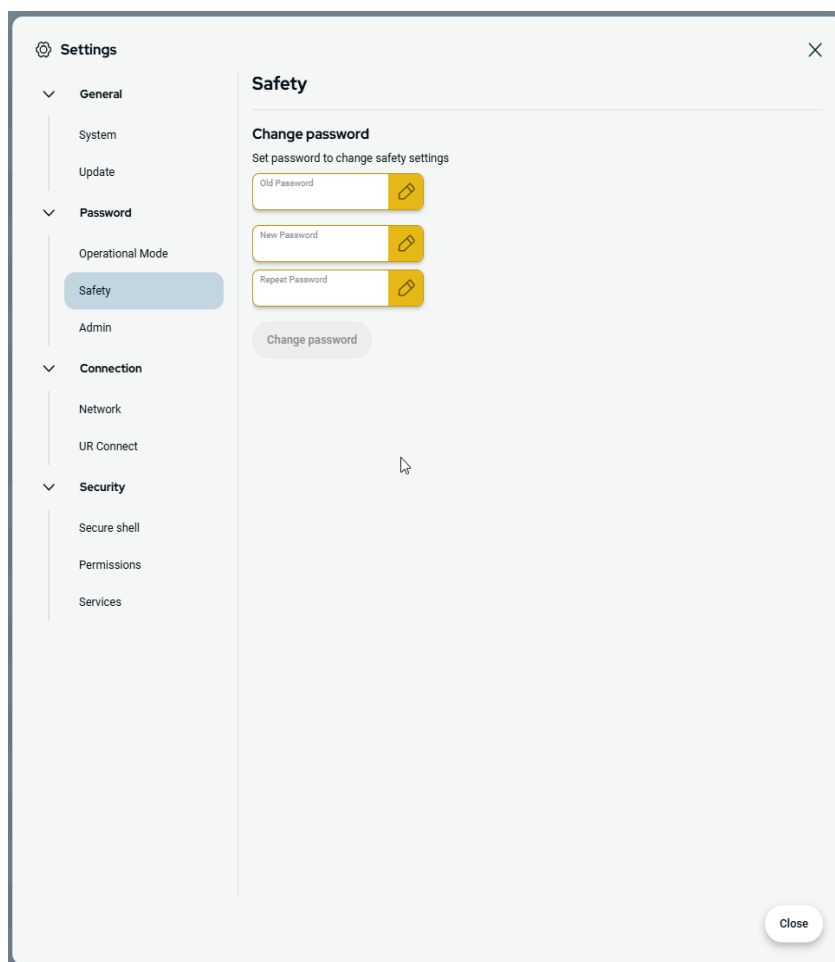 Settings
General
System
Update
Password
Operational Mode
Safety
Admin
Connection
Network
UR Connect
Security
Secure shell
Permissions
Services
Safety
Change password
Set password to change safety settings
Old Password
New Password
Repeat Password
Change password
Close